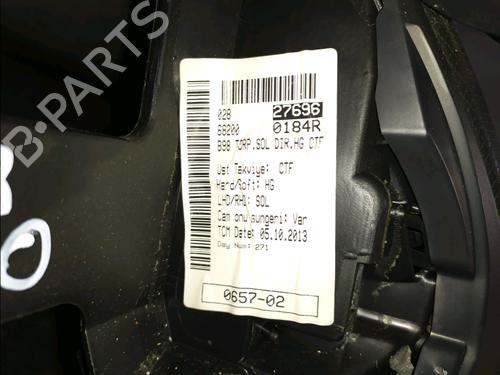 028 27696
68200 0184R
B98 TORP.SOL DIR.HG CTF
Ust Takviye: CTF
Hard/Soft: HG
LHD/RHD: SOL
Cam onu sungeri: Var
TCM Date: 05.10.2013
Day Num: 271
0657-02
B-PARTS